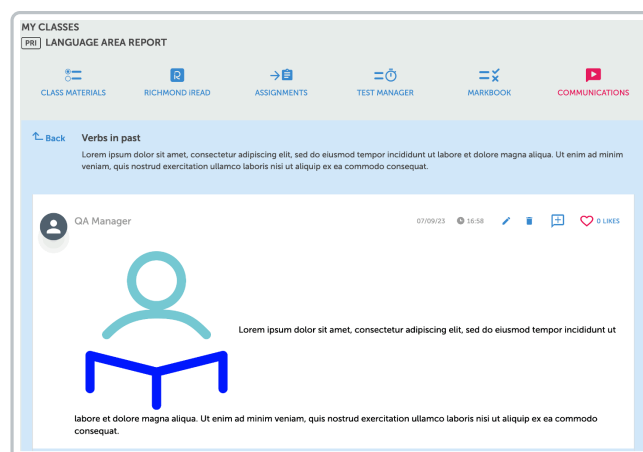 MY CLASSES
PRI LANGUAGE AREA REPORT
CLASS MATERIALS
RICHMOND iREAD
ASSIGNMENTS
TEST MANAGER
MARKBOOK
COMMUNICATIONS
Back
Verbs in past
Lorem ipsum dolor sit amet, consectetur adipiscing elit, sed do eiusmod tempor incididunt ut labore et dolore magna aliqua. Ut enim ad minim
veniam, quis nostrud exercitation ullamco laboris nisi ut aliquip ex ea commodo consequat.
QA Manager
07/09/23 16:58 0 LIKES
Lorem ipsum dolor sit amet, consectetur adipiscing elit, sed do eiusmod tempor incididunt ut
labore et dolore magna aliqua. Ut enim ad minim veniam, quis nostrud exercitation ullamco laboris nisi ut aliquip ex ea commodo
consequat.